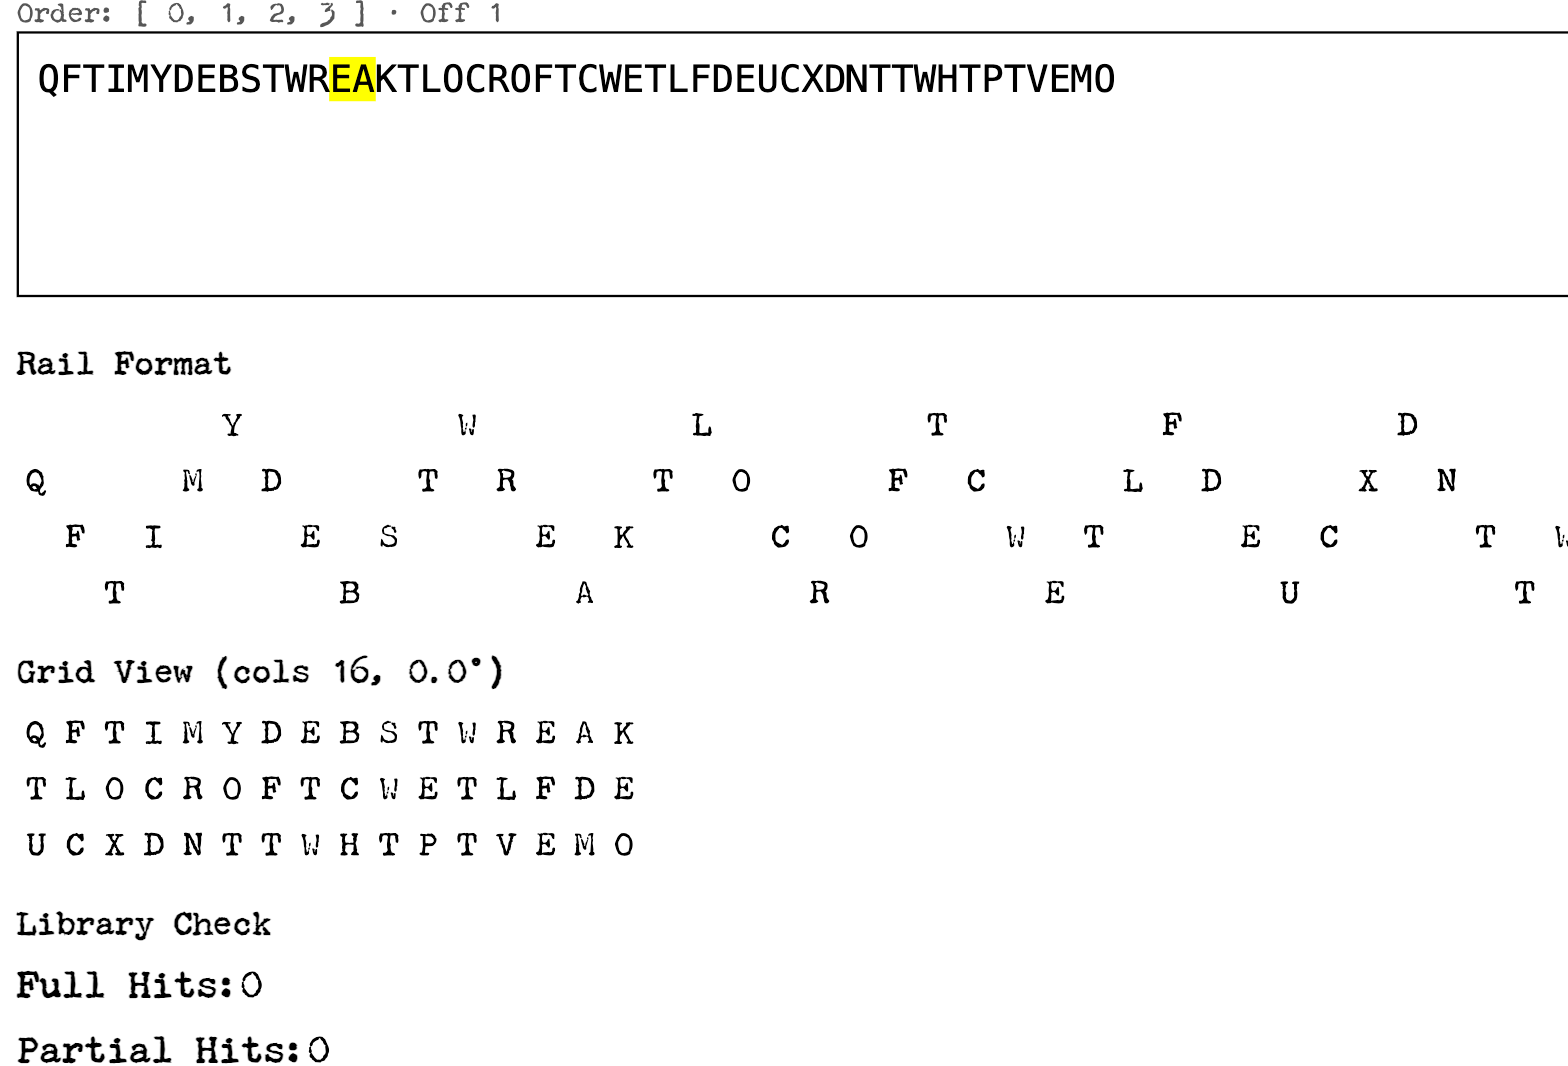 Order: [ 0, 1, 2, 3 ] · Off 1
QFTIMYDEBSTWREAKTLOCROFTCWETLFDEUCXDNTTWHTPTVEMO
Rail Format
Y W L T F D
Q M D T R T O F C L D X N
F I E S E K C O W T E C T W
T B A R E U T
Grid View (cols 16, 0.0°)
Q F T I M Y D E B S T W R E A K
T L O C R O F T C W E T L F D E
U C X D N T T W H T P T V E M O
Library Check
Full Hits:0
Partial Hits:0